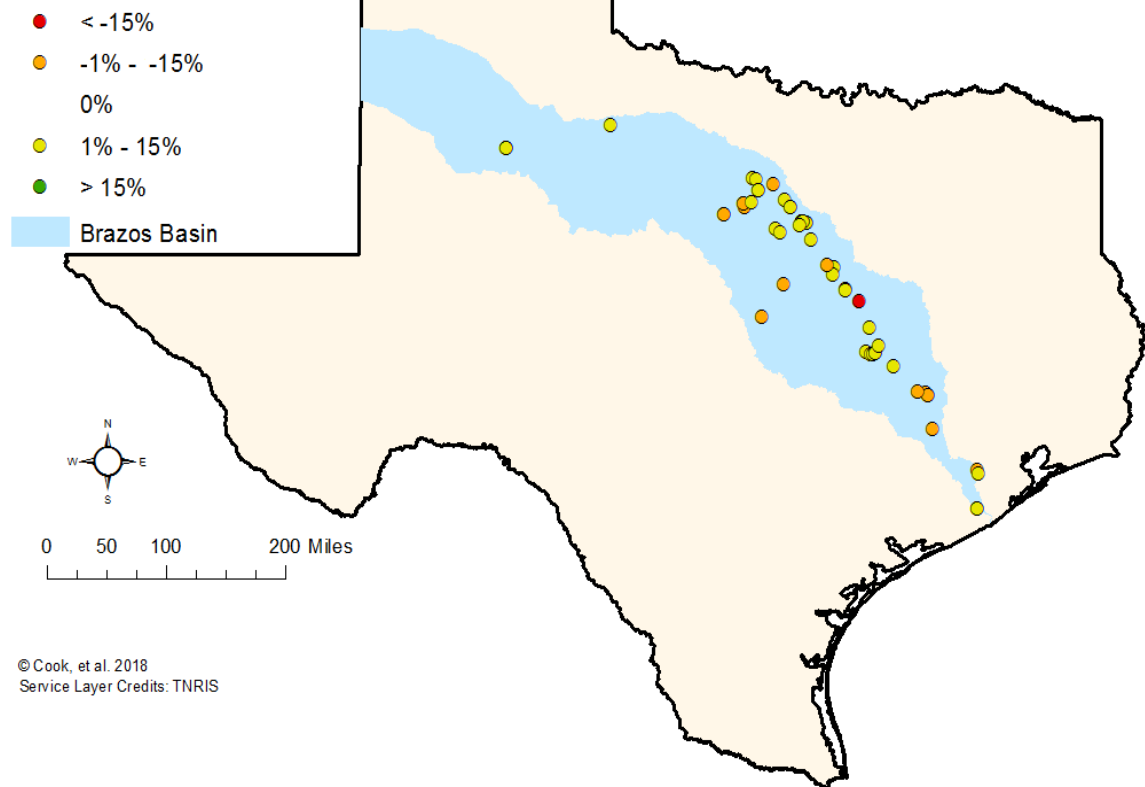 < -15%
-1% -  -15%
0%
1% - 15%
> 15%
Brazos Basin
N
W E
S
0 50 100 200 Miles
© Cook, et al. 2018
Service Layer Credits: TNRIS